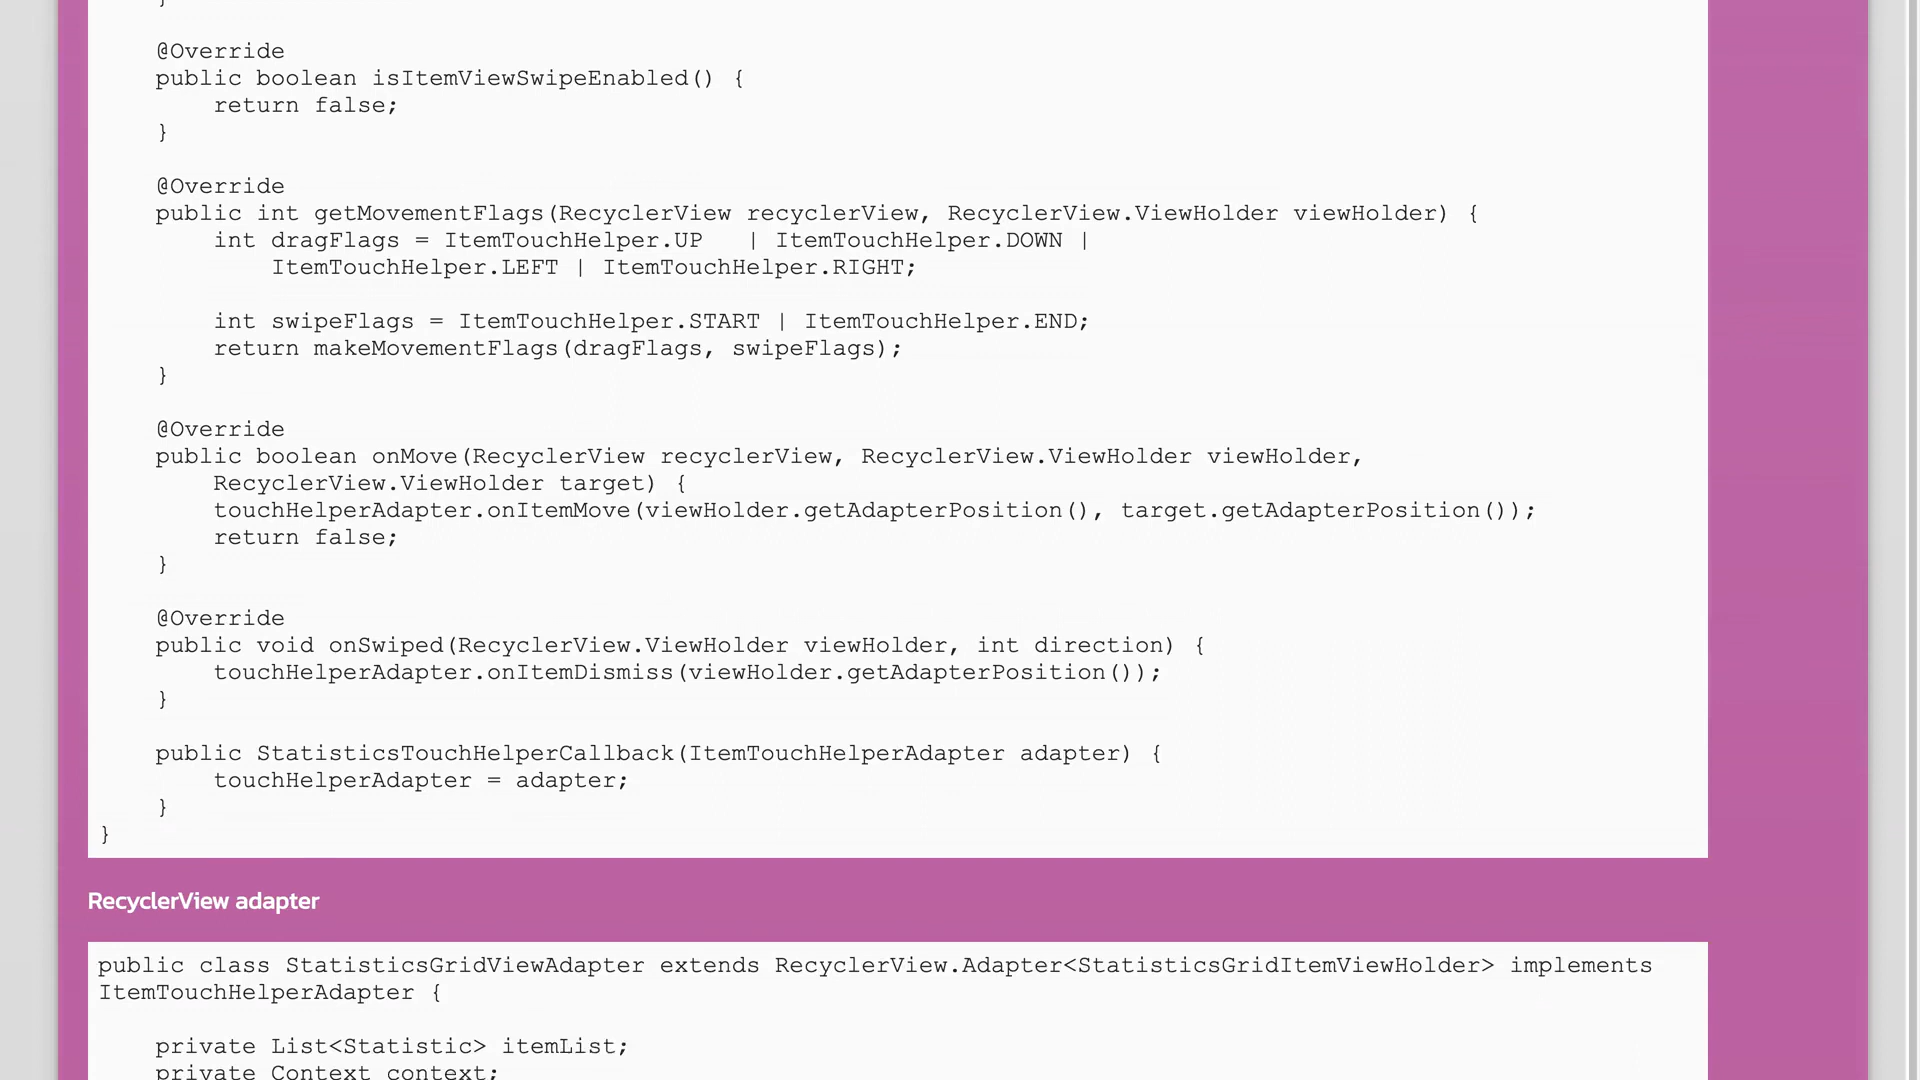 }
@Override
public boolean isItemViewSwipeEnabled() {
return false;
}
@Override
public int getMovementFlags(RecyclerView recyclerView, RecyclerView.ViewHolder viewHolder) {
int dragFlags = ItemTouchHelper.UP   | ItemTouchHelper.DOWN |
ItemTouchHelper.LEFT | ItemTouchHelper.RIGHT;
int swipeFlags = ItemTouchHelper.START | ItemTouchHelper.END;
return makeMovementFlags(dragFlags, swipeFlags);
}
@Override
public boolean onMove(RecyclerView recyclerView, RecyclerView.ViewHolder viewHolder,
RecyclerView.ViewHolder target) {
touchHelperAdapter.onItemMove(viewHolder.getAdapterPosition(), target.getAdapterPosition());
return false;
}
@Override
public void onSwiped(RecyclerView.ViewHolder viewHolder, int direction) {
touchHelperAdapter.onItemDismiss(viewHolder.getAdapterPosition());
}
public StatisticsTouchHelperCallback(ItemTouchHelperAdapter adapter) {
touchHelperAdapter = adapter;
}
}
RecyclerView adapter
public class StatisticsGridViewAdapter extends RecyclerView.Adapter<StatisticsGridItemViewHolder> implements
ItemTouchHelperAdapter {
private List<Statistic> itemList;
private Context context;